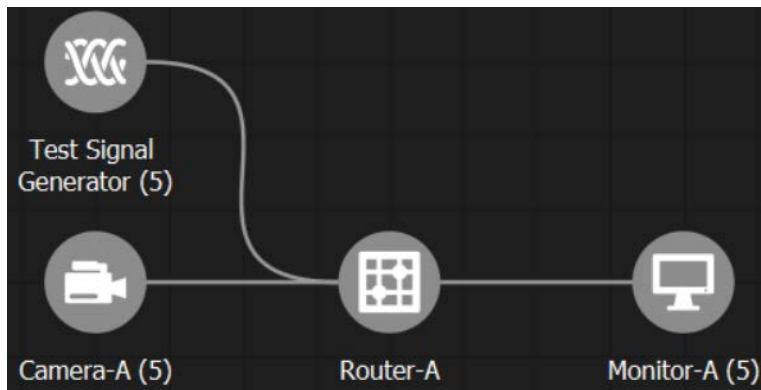 Test Signal
Generator (5)
Camera-A (5)
Router-A
Monitor-A (5)